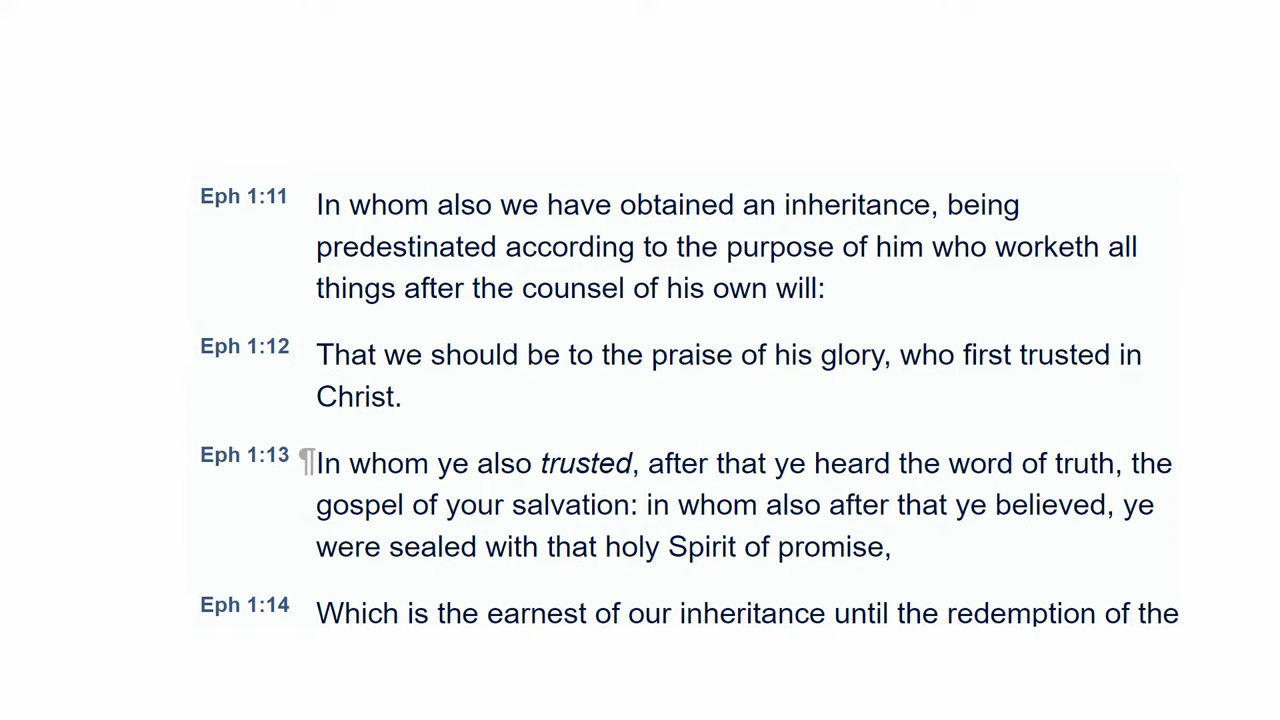 Eph 1:11 In whom also we have obtained an inheritance, being
predestinated according to the purpose of him who worketh all
things after the counsel of his own will:
Eph 1:12 That we should be to the praise of his glory, who first trusted in
Christ.
Eph 1:13 ¶In whom ye also trusted, after that ye heard the word of truth, the
gospel of your salvation: in whom also after that ye believed, ye
were sealed with that holy Spirit of promise,
Eph 1:14 Which is the earnest of our inheritance until the redemption of the